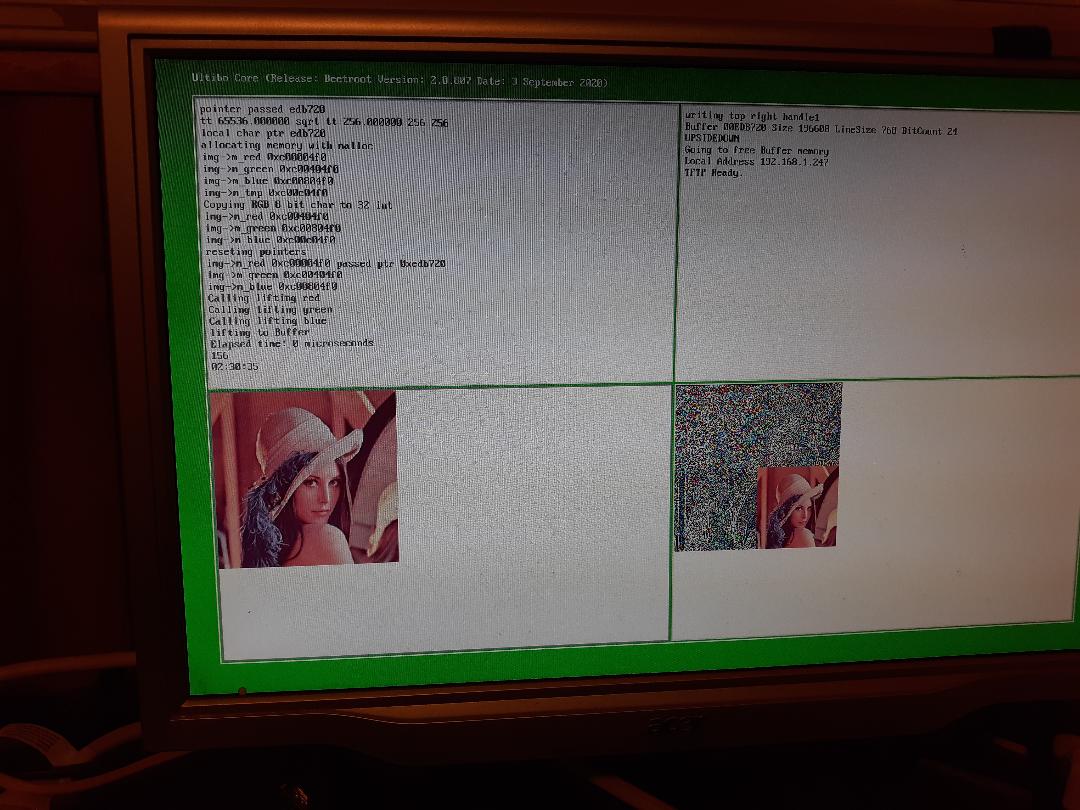 Ultibo Core (Release: Beetroot Version: 2.0.807 Date: 3 September 2020)
pointer passed edb720
tt 65536.000000 sqrt tt 256.000000 256 256
local char ptr edb720
allocating memory with malloc
img->m_red 0xc00004f0
img->m_green 0xc00404f0
img->m_blue 0xc00804f0
img->m_tmp 0xc00c04f0
Copying RGB 8 bit char to 32 lut
img->m_red 0xc00404f0
img->m_green 0xc00804f0
img->m_blue 0xc00c04f0
reseting pointers
img->m_red 0xc00004f0 passed ptr 0xedb720
img->m_green 0xc00404f0
img->m_blue 0xc00804f0
Calling lifting red
Calling lifting green
Calling lifting blue
lifting to Buffer
Elapsed time: 0 microseconds
156
02:30:35
writing top right handle1
Buffer 00EDB720 Size 196608 LineSize 768 BitCount 24
UPSIDEDOWN
Going to free Buffer memory
Local Address 192.168.1.247
TFTP Ready.
acer